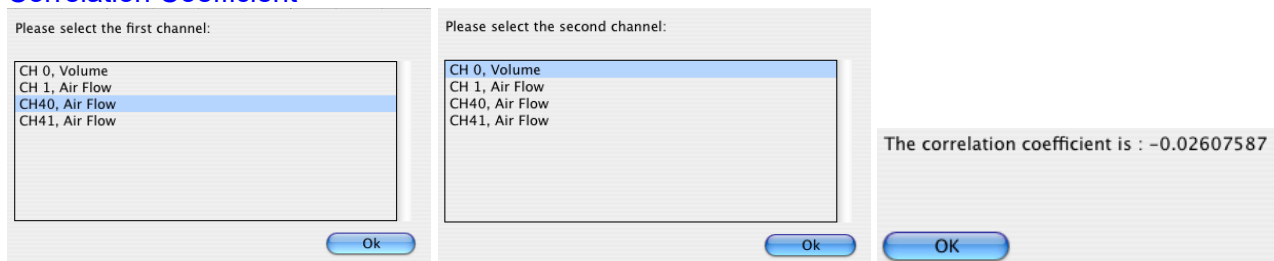 Correlation Coefficient
Please select the first channel:
CH 0, Volume
CH 1, Air Flow
CH40, Air Flow
CH41, Air Flow
Ok
Please select the second channel:
CH 0, Volume
CH 1, Air Flow
CH40, Air Flow
CH41, Air Flow
Ok
The correlation coefficient is : -0.02607587
OK